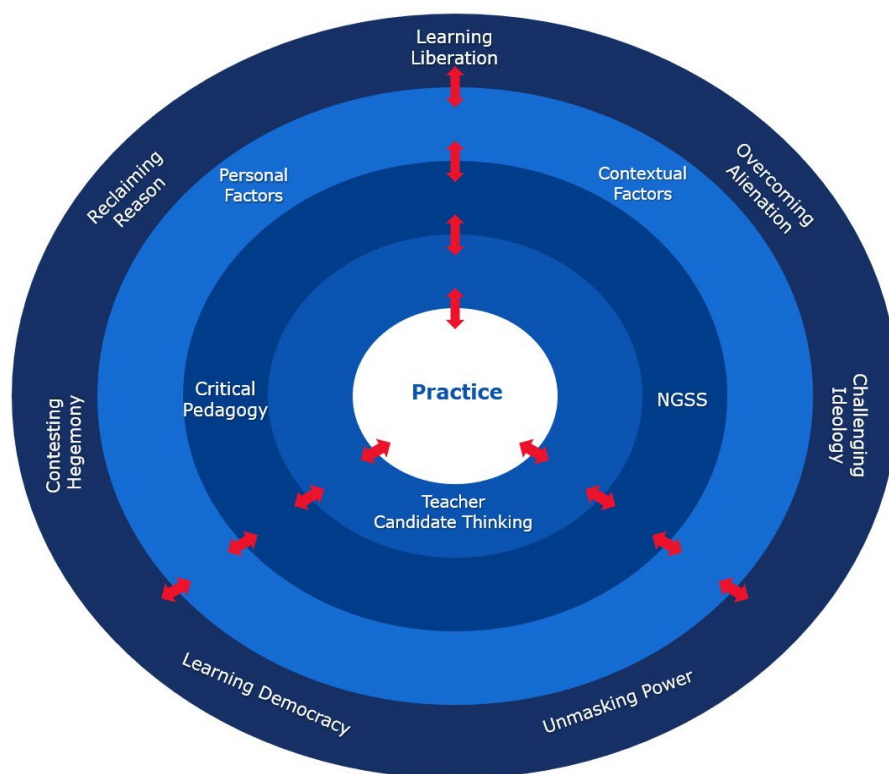 Learning
Liberation
Reclaiming
Reason
Personal
Factors
Contextual
Factors
Overcoming
Alienation
Critical
Pedagogy
Practice
NGSS
Contesting
Hegemony
Challenging
Ideology
Teacher
Candidate Thinking
Learning Democracy
Unmasking Power